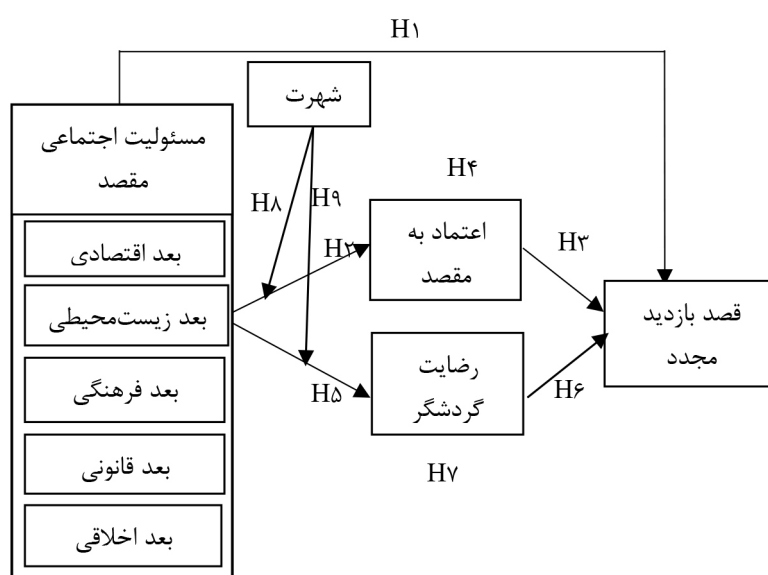 H۱
شهرت
مسئولیت اجتماعی
مقصد
H۴
H۸
H۹
اعتماد به
مقصد
H۲
H۳
بعد اقتصادی
بعد زیست‌محیطی
قصد بازدید
مجدد
رضایت
گردشگر
H۵
H۶
بعد فرهنگی
بعد قانونی
H۷
بعد اخلاقی